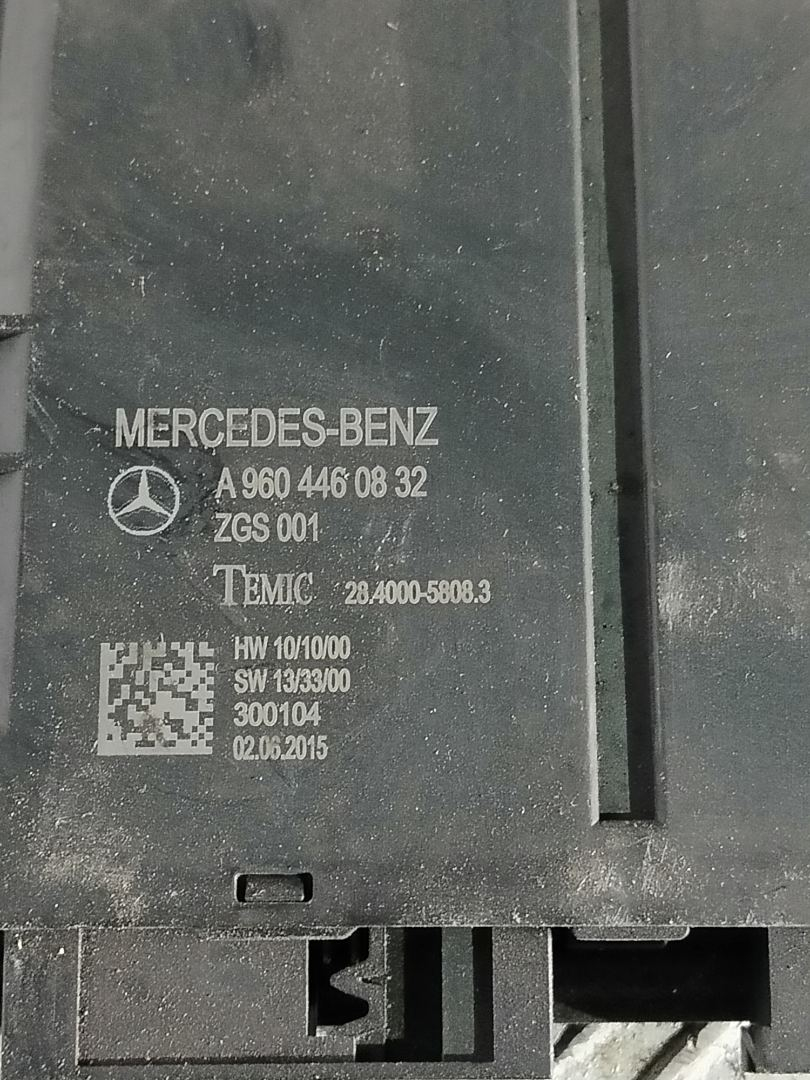 MERCEDES-BENZ
A 960 446 08 32
ZGS 001
TEMIC 28.4000-5808.3
HW 10/10/00
SW 13/33/00
300104
02.06.2015